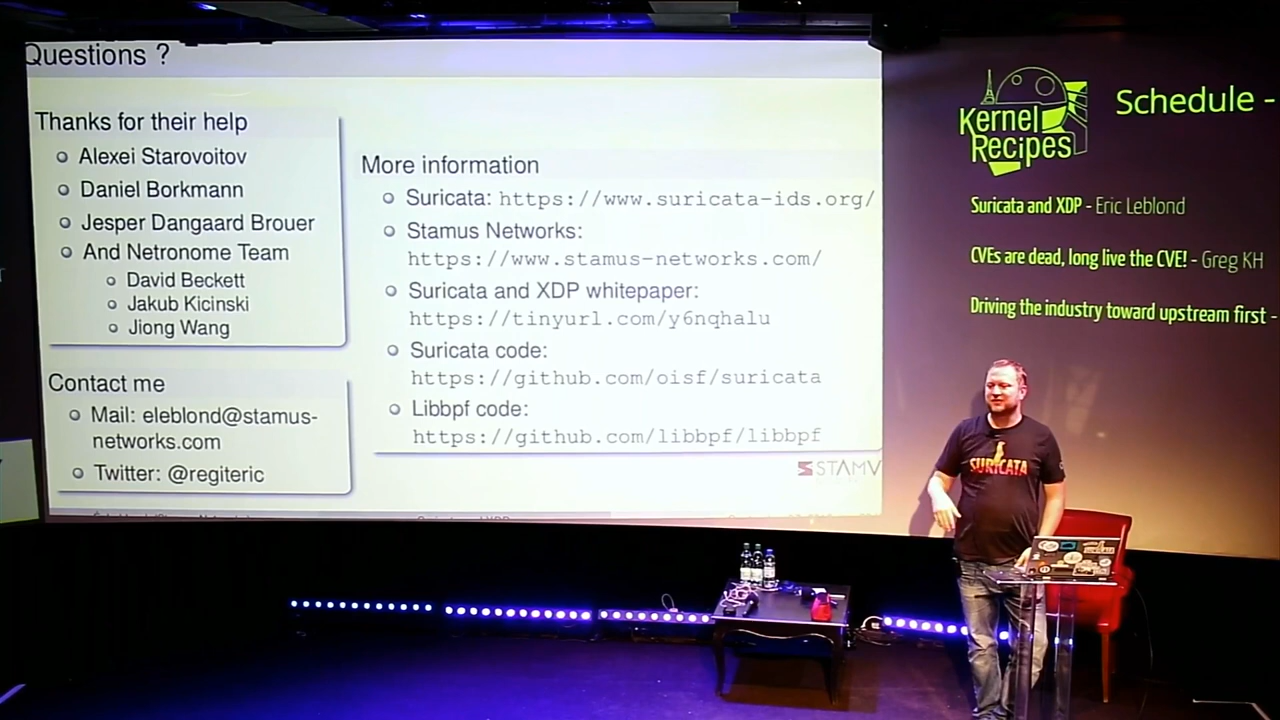 Questions ?
Thanks for their help
Alexei Starovoitov
Daniel Borkmann
Jesper Dangaard Brouer
And Netronome Team
David Beckett
Jakub Kicinski
Jiong Wang
Contact me
Mail: eleblond@stamus-
networks.com
Twitter: @regiteric
More information
Suricata: https://www.suricata-ids.org/
Stamus Networks:
https://www.stamus-networks.com/
Suricata and XDP whitepaper:
https://tinyurl.com/y6nqhalu
Suricata code:
https://github.com/oisf/suricata
Libbpf code:
https://github.com/libbpf/libbpf
STAMV
Kernel
Recipes
Schedule -
Suricata and XDP - Eric Leblond
CVEs are dead, long live the CVE! - Greg KH
Driving the industry toward upstream first -
SURICATA